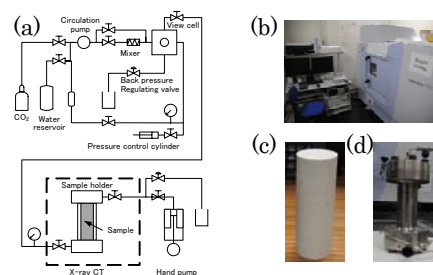 (a)
Circulation
pump
View cell
Mixer
Back pressure
Regulating valve
CO₂
Water
reservoir
Pressure control cylinder
Sample holder
Sample
X-ray CT
Hand pump
(b)
(c)
(d)